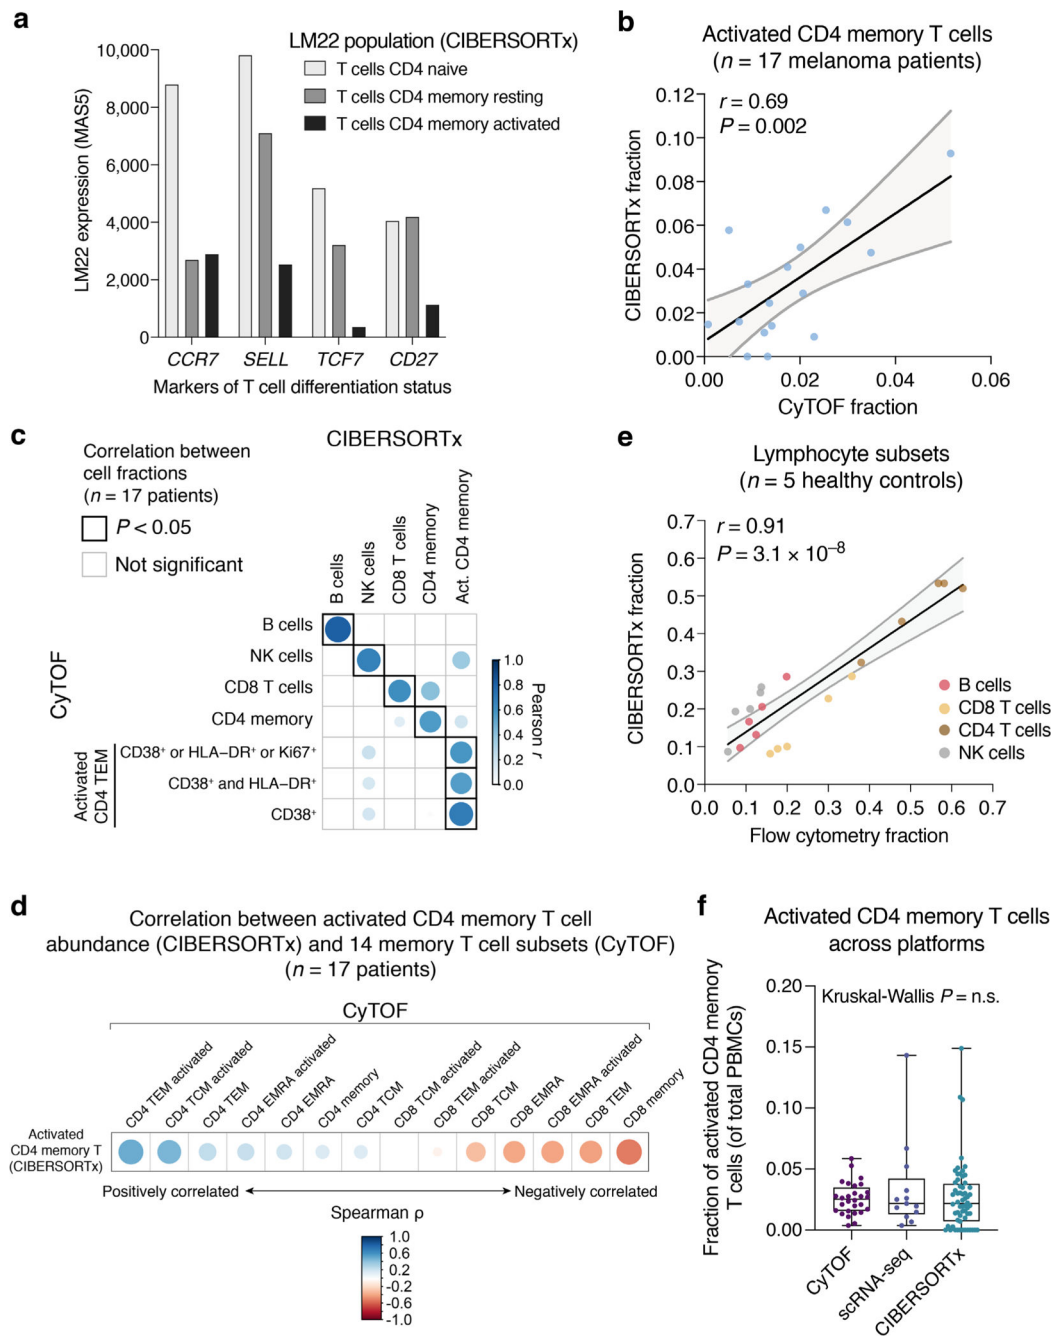 a
LM22 population (CIBERSORTx)
T cells CD4 naive
T cells CD4 memory resting
T cells CD4 memory activated
LM22 expression (MAS5)
10,000
8,000
6,000
4,000
2,000
0
CCR7 SELL TCF7 CD27
Markers of T cell differentiation status
b
Activated CD4 memory T cells
(n = 17 melanoma patients)
r = 0.69
P = 0.002
CIBERSORTx fraction
0.12
0.10
0.08
0.06
0.04
0.02
0.00
0.00 0.02 0.04 0.06
CyTOF fraction
c
Correlation between
cell fractions
(n = 17 patients)
P < 0.05
Not significant
CIBERSORTx
B cells
NK cells
CD8 T cells
CD4 memory
Act. CD4 memory
CyTOF
B cells
NK cells
CD8 T cells
CD4 memory
Activated
CD4 TEM
CD38⁺ or HLA–DR⁺ or Ki67⁺
CD38⁺ and HLA–DR⁺
CD38⁺
1.0
0.8
0.6
0.4
0.2
0.0
Pearson r
e
Lymphocyte subsets
(n = 5 healthy controls)
r = 0.91
P = 3.1 × 10⁻⁸
CIBERSORTx fraction
0.7
0.6
0.5
0.4
0.3
0.2
0.1
0.0
B cells
CD8 T cells
CD4 T cells
NK cells
0.0 0.1 0.2 0.3 0.4 0.5 0.6 0.7
Flow cytometry fraction
d
Correlation between activated CD4 memory T cell
abundance (CIBERSORTx) and 14 memory T cell subsets (CyTOF)
(n = 17 patients)
CyTOF
CD4 TEM activated
CD4 TCM activated
CD4 TEM
CD4 EMRA activated
CD4 EMRA
CD4 memory
CD4 TCM
CD8 TCM activated
CD8 TEM activated
CD8 TCM
CD8 EMRA
CD8 EMRA activated
CD8 TEM
CD8 memory
Activated
CD4 memory T
(CIBERSORTx)
Positively correlated Negatively correlated
Spearman ρ
1.0
0.6
0.2
-0.2
-0.6
-1.0
f
Activated CD4 memory T cells
across platforms
Kruskal-Wallis P = n.s.
Fraction of activated CD4 memory
T cells (of total PBMCs)
0.20
0.15
0.10
0.05
0.00
CyTOF
scRNA-seq
CIBERSORTx